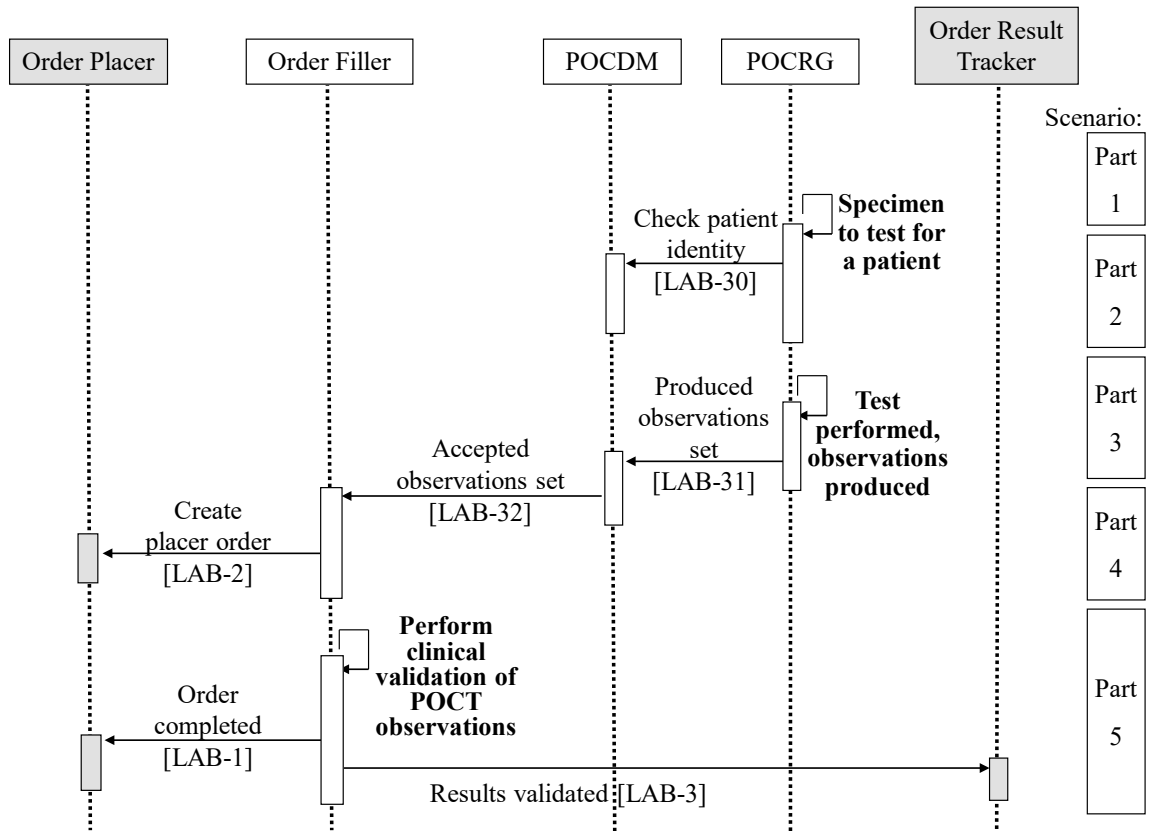 Order Placer
Order Filler
POCDM
POCRG
Order Result
Tracker
Scenario:
Part
1
Specimen
to test for
a patient
Check patient
identity
[LAB-30]
Part
2
Part
3
Test
performed,
observations
produced
Produced
observations
set
[LAB-31]
Accepted
observations set
[LAB-32]
Part
4
Create
placer order
[LAB-2]
Perform
clinical
validation of
POCT
observations
Part
5
Order
completed
[LAB-1]
Results validated [LAB-3]